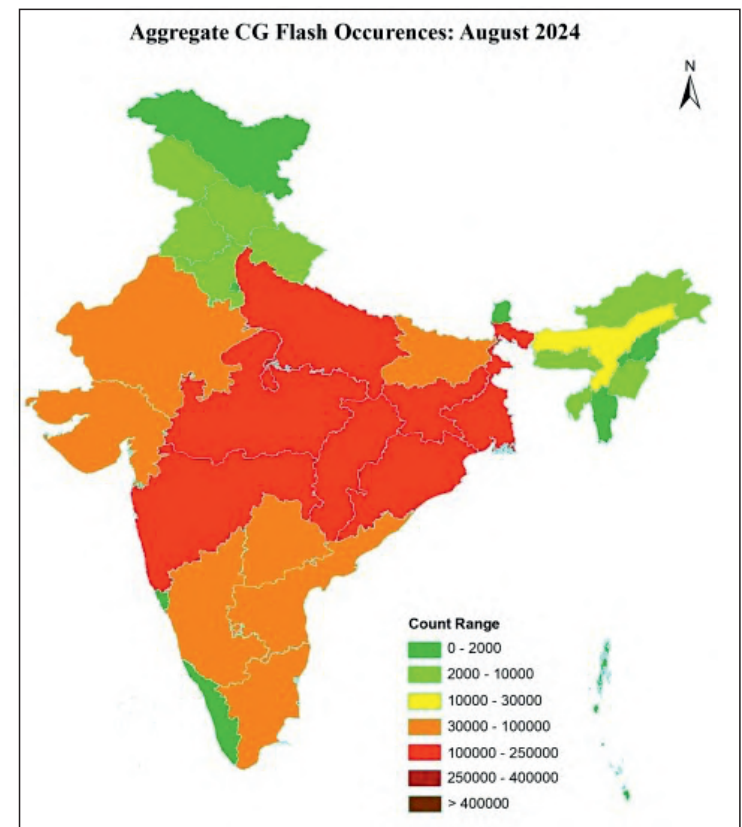 Aggregate CG Flash Occurences: August 2024
N
Count Range
0 - 2000
2000 - 10000
10000 - 30000
30000 - 100000
100000 - 250000
250000 - 400000
> 400000